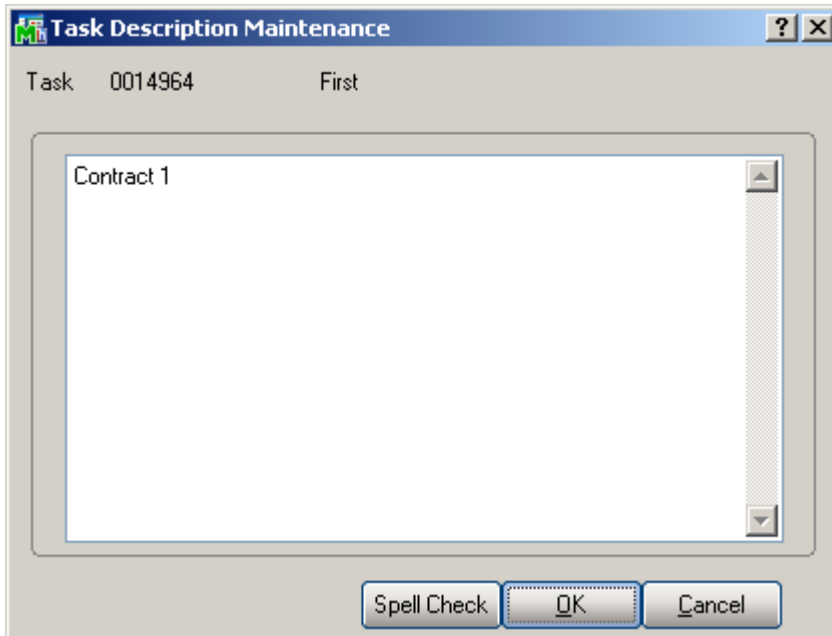 Task Description Maintenance
Task 0014964 First
Contract 1
Spell Check OK Cancel